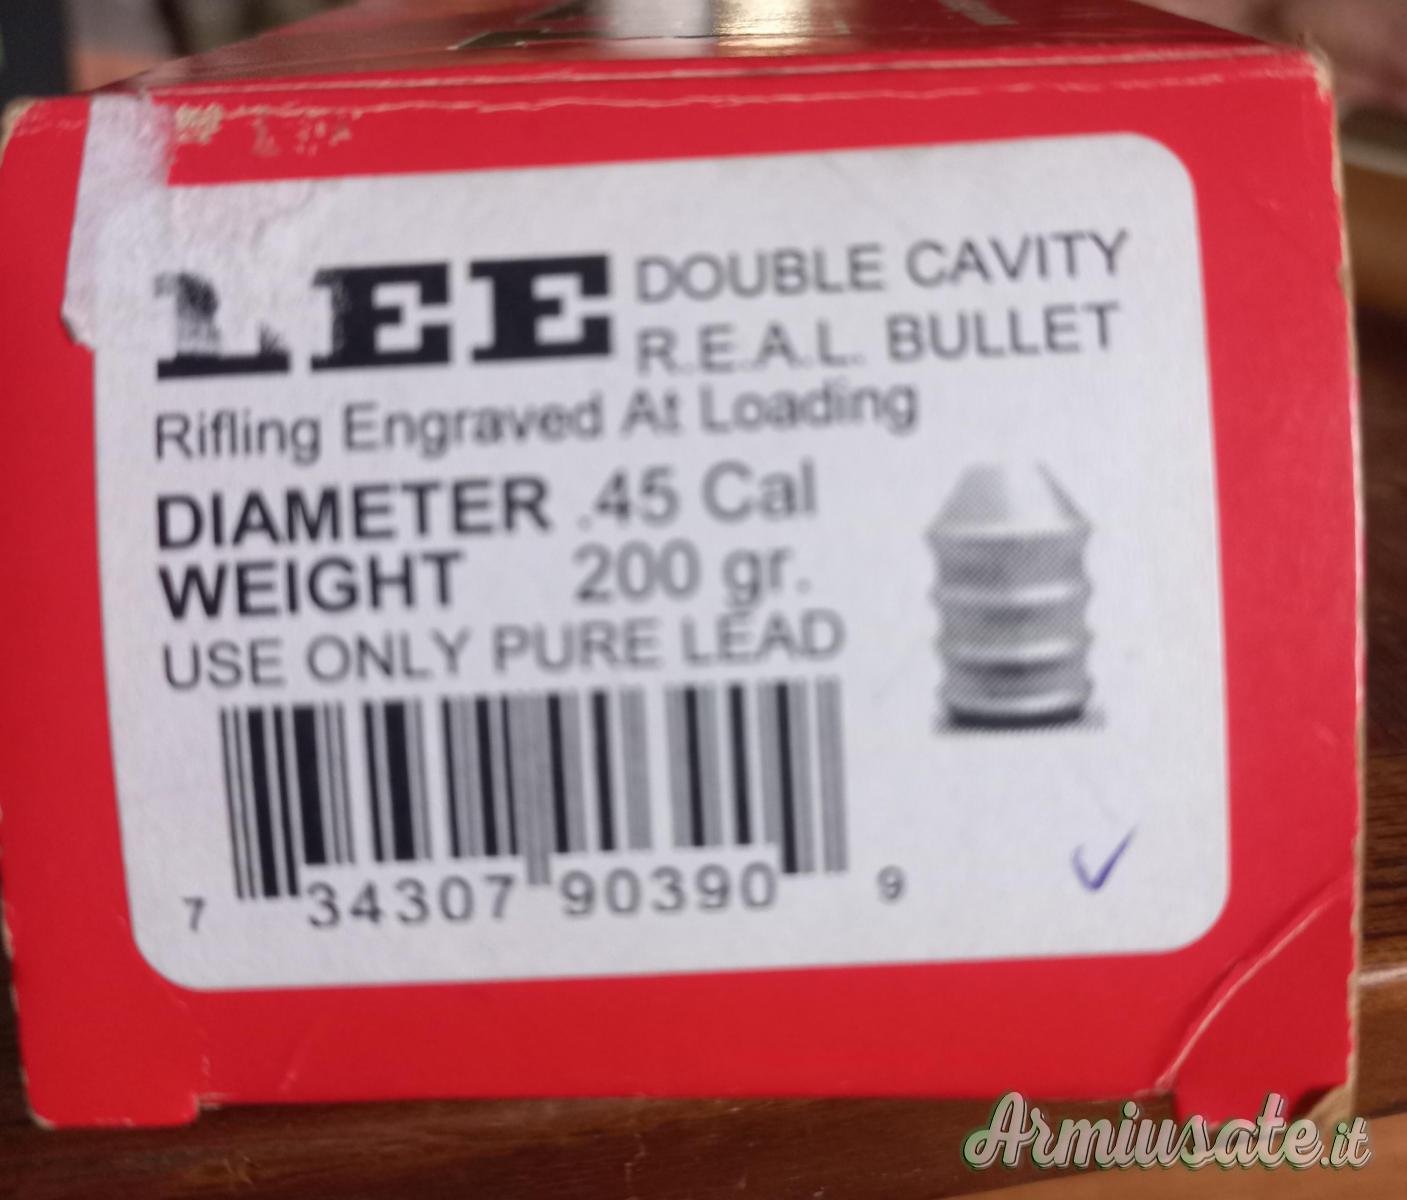 LEE DOUBLE CAVITY
R.E.A.L. BULLET
Rifling Engraved At Loading
DIAMETER .45 Cal
WEIGHT 200 gr.
USE ONLY PURE LEAD
7 34307 90390 9
Armiusate.it